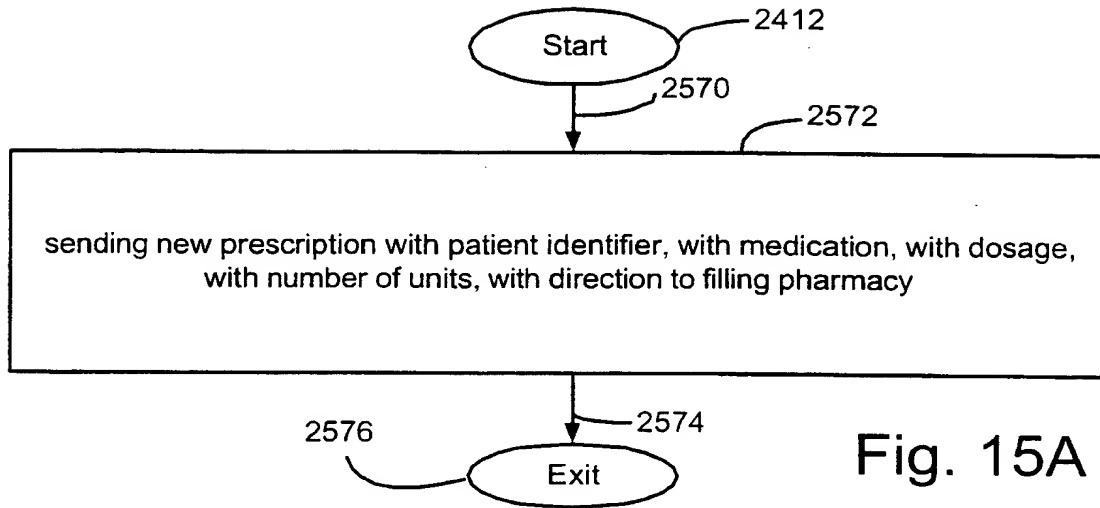 Start
2412
2570
2572
sending new prescription with patient identifier, with medication, with dosage,
with number of units, with direction to filling pharmacy
2574
2576
Exit
Fig. 15A